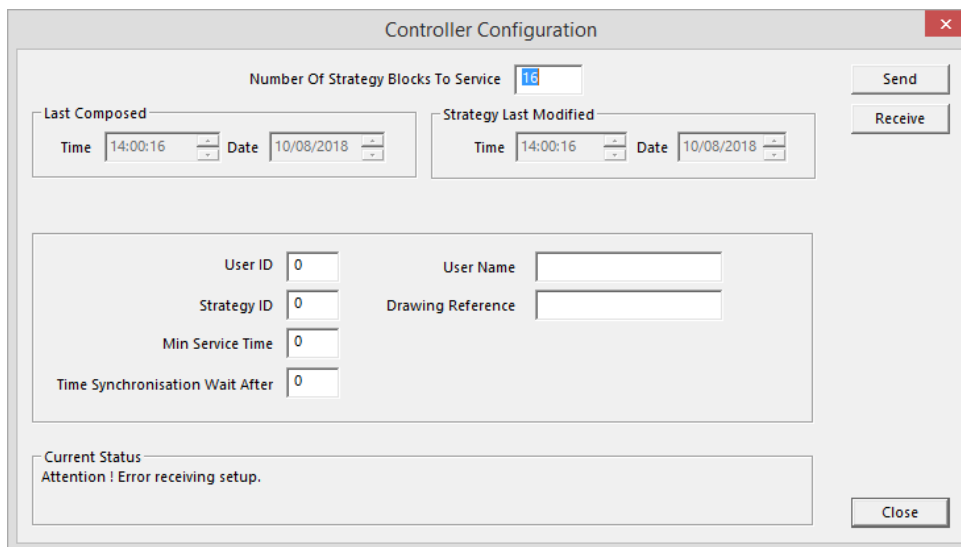 Controller Configuration
Number Of Strategy Blocks To Service 16
Send
Last Composed
Strategy Last Modified
Receive
Time 14:00:16 Date 10/08/2018
Time 14:00:16 Date 10/08/2018
User ID 0
User Name
Strategy ID 0
Drawing Reference
Min Service Time 0
Time Synchronisation Wait After 0
Current Status
Attention ! Error receiving setup.
Close